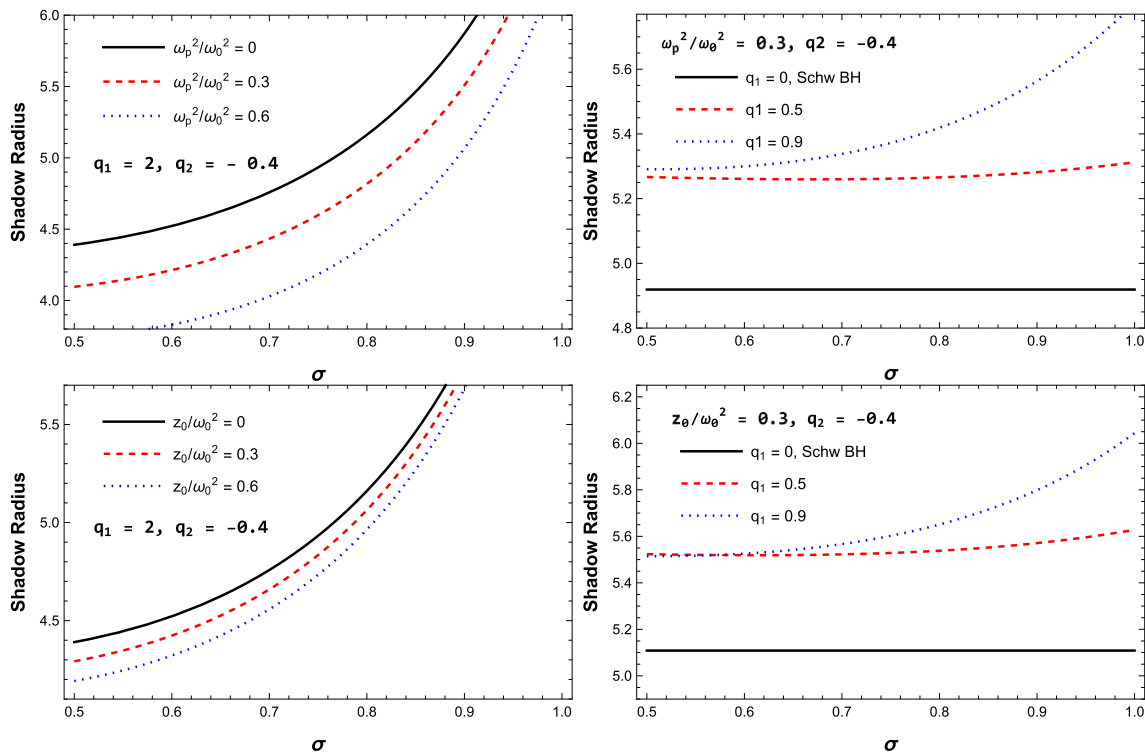 6.0
5.5
5.0
4.5
4.0
Shadow Radius
ωp²/ω0² = 0
ωp²/ω0² = 0.3
ωp²/ω0² = 0.6
q1 = 2, q2 = - 0.4
0.5 0.6 0.7 0.8 0.9 1.0
σ
5.6
5.4
5.2
5.0
4.8
Shadow Radius
ωp²/ω0² = 0.3, q2 = -0.4
q1 = 0, Schw BH
q1 = 0.5
q1 = 0.9
0.5 0.6 0.7 0.8 0.9 1.0
σ
5.5
5.0
4.5
Shadow Radius
z0/ω0² = 0
z0/ω0² = 0.3
z0/ω0² = 0.6
q1 = 2, q2 = -0.4
0.5 0.6 0.7 0.8 0.9 1.0
σ
6.2
6.0
5.8
5.6
5.4
5.2
5.0
Shadow Radius
z0/ω0² = 0.3, q2 = -0.4
q1 = 0, Schw BH
q1 = 0.5
q1 = 0.9
0.5 0.6 0.7 0.8 0.9 1.0
σ